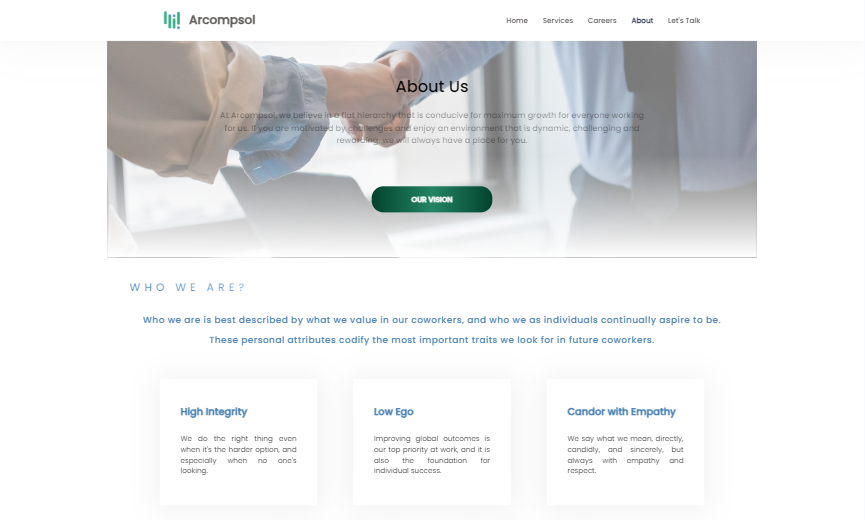 Arcompsol
Home Services Careers About Let's Talk
About Us
At Arcompsol, we believe in a flat hierarchy that is conducive for maximum growth for everyone working
for us. If you are motivated by challenges and enjoy an environment that is dynamic, challenging and
rewarding, we will always have a place for you.
OUR VISION
WHO WE ARE?
Who we are is best described by what we value in our coworkers, and who we as individuals continually aspire to be.
These personal attributes codify the most important traits we look for in future coworkers.
High Integrity
We do the right thing even
when it's the harder option, and
especially when no one's
looking.
Low Ego
Improving global outcomes is
our top priority at work, and it is
also the foundation for
individual success.
Candor with Empathy
We say what we mean, directly,
candidly, and sincerely, but
always with empathy and
respect.